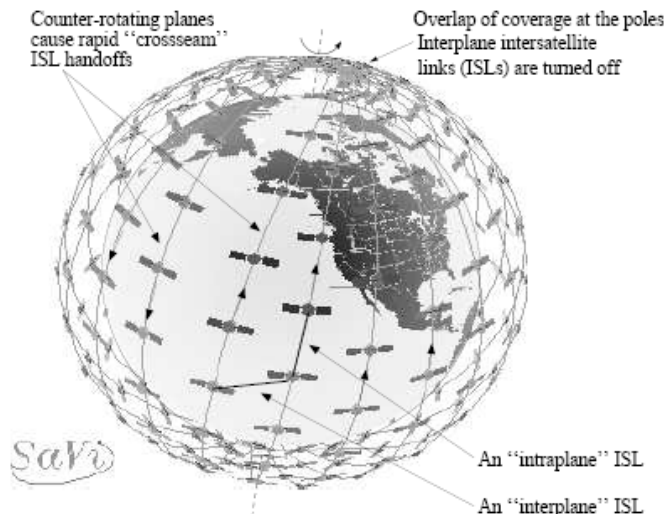 Counter-rotating planes
cause rapid “crossseam”
ISL handoffs
Overlap of coverage at the poles
Interplane intersatellite
links (ISLs) are turned off
SaVi
An “intraplane” ISL
An “interplane” ISL